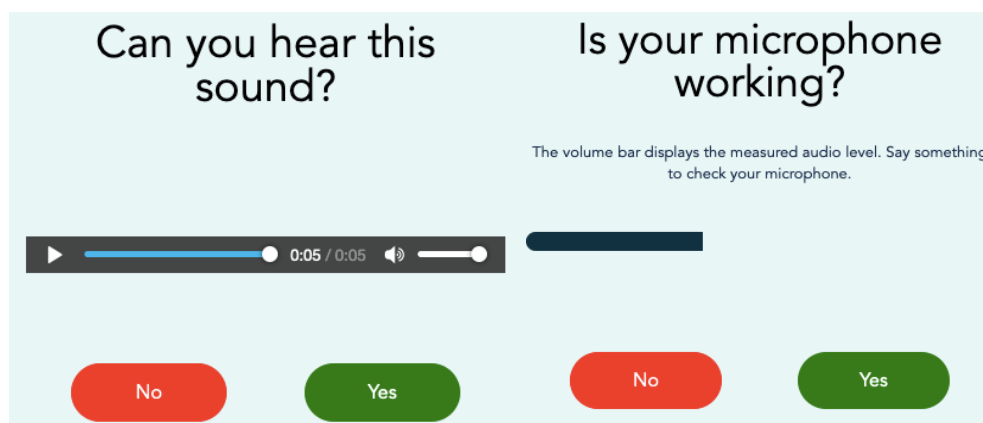 Can you hear this
sound?
0:05 / 0:05
No
Yes
Is your microphone
working?
The volume bar displays the measured audio level. Say something
to check your microphone.
No
Yes